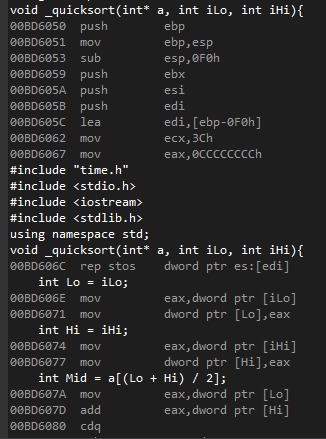 void _quicksort(int* a, int iLo, int iHi){
00BD6050 push ebp
00BD6051 mov ebp,esp
00BD6053 sub esp,0F0h
00BD6059 push ebx
00BD605A push esi
00BD605B push edi
00BD605C lea edi,[ebp-0F0h]
00BD6062 mov ecx,3Ch
00BD6067 mov eax,0CCCCCCCCh
#include "time.h"
#include <stdio.h>
#include <iostream>
#include <stdlib.h>
using namespace std;
void _quicksort(int* a, int iLo, int iHi){
00BD606C rep stos dword ptr es:[edi]
int Lo = iLo;
00BD606E mov eax,dword ptr [iLo]
00BD6071 mov dword ptr [Lo],eax
int Hi = iHi;
00BD6074 mov eax,dword ptr [iHi]
00BD6077 mov dword ptr [Hi],eax
int Mid = a[(Lo + Hi) / 2];
00BD607A mov eax,dword ptr [Lo]
00BD607D add eax,dword ptr [Hi]
00BD6080 cdq